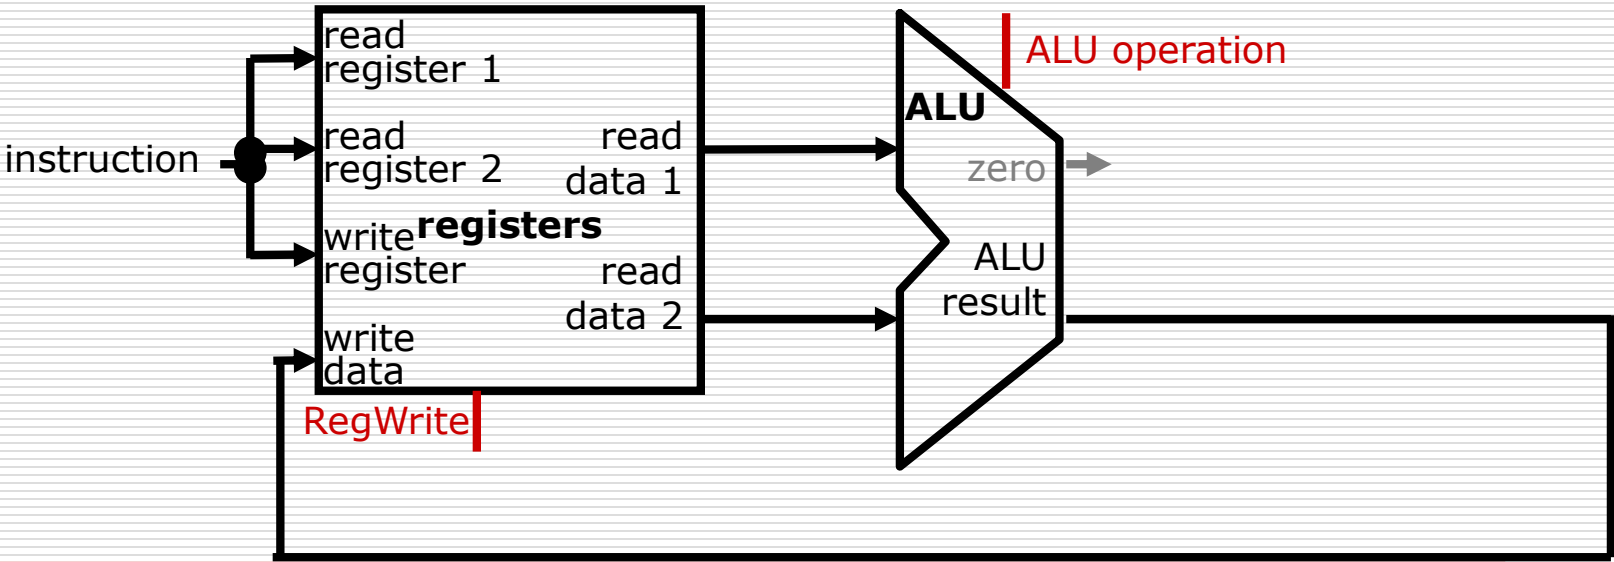 instruction
read
register 1
read
register 2
write
register
write
data
registers
read
data 1
read
data 2
RegWrite
ALU
ALU operation
zero
ALU
result